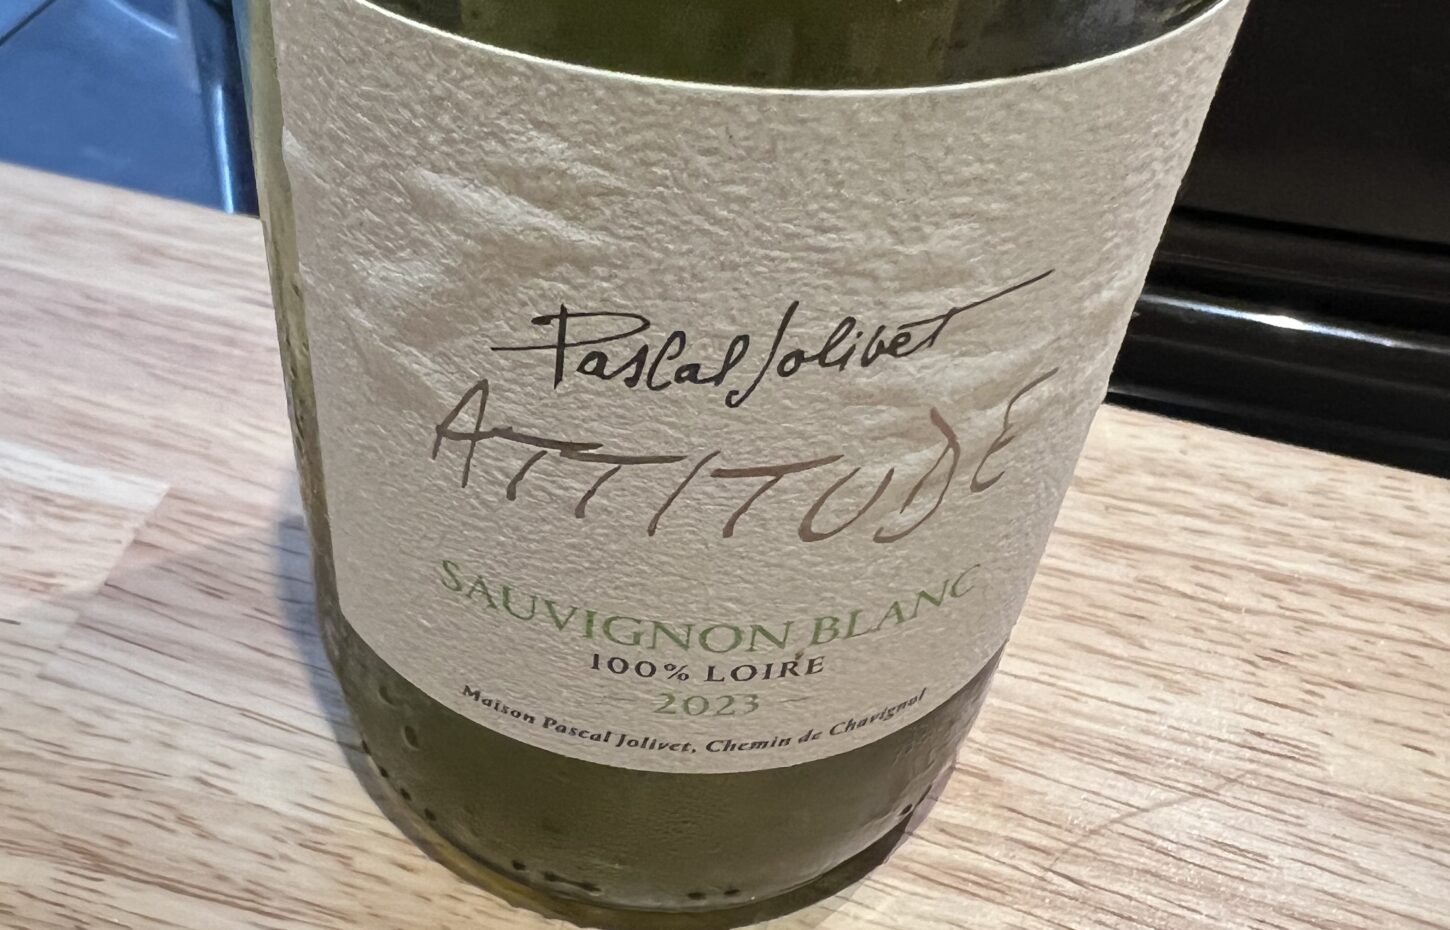 Pascal Jolivet
ATTITUDE
SAUVIGNON BLANC
100% LOIRE
2023
Maison Pascal Jolivet, Chemin de Chavignol